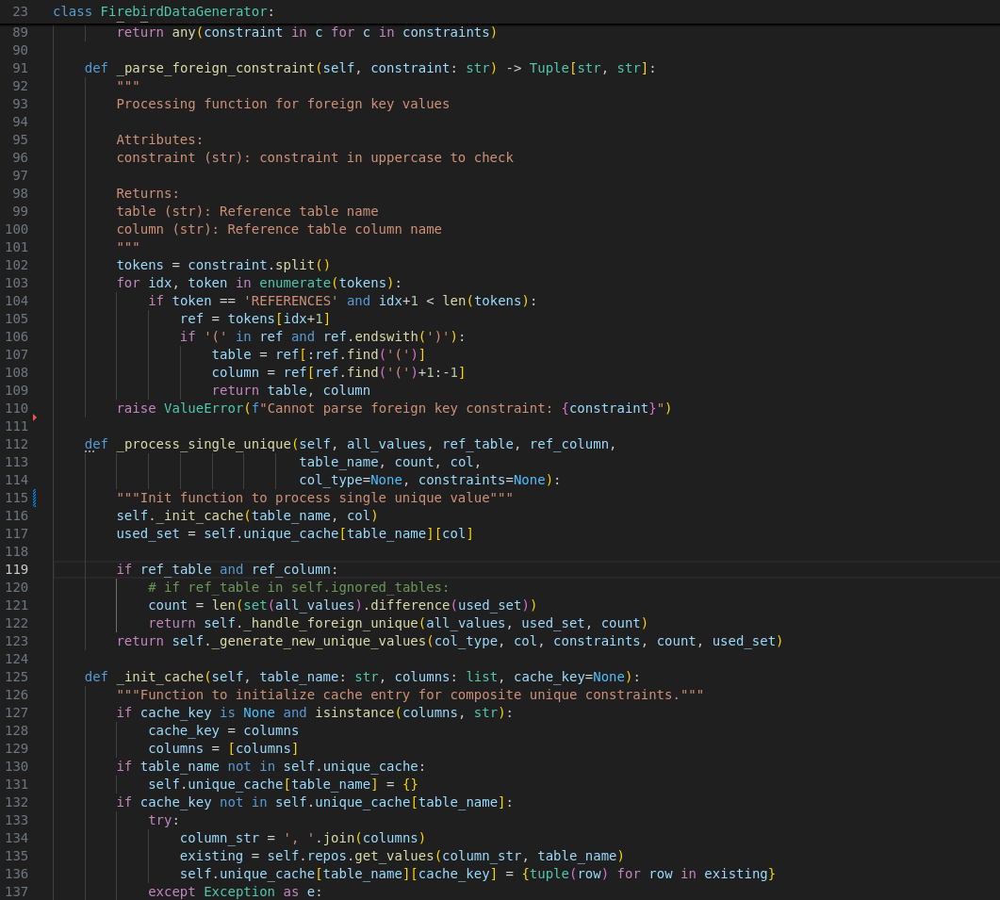 23 class FirebirdDataGenerator:
89 return any(constraint in c for c in constraints)
90
91 def _parse_foreign_constraint(self, constraint: str) -> Tuple[str, str]:
92 """
93 Processing function for foreign key values
94
95 Attributes:
96 constraint (str): constraint in uppercase to check
97
98 Returns:
99 table (str): Reference table name
100 column (str): Reference table column name
101 """
102 tokens = constraint.split()
103 for idx, token in enumerate(tokens):
104 if token == 'REFERENCES' and idx+1 < len(tokens):
105 ref = tokens[idx+1]
106 if '(' in ref and ref.endswith(')'):
107 table = ref[:ref.find('(')]
108 column = ref[ref.find('(')+1:-1]
109 return table, column
110 raise ValueError(f"Cannot parse foreign key constraint: {constraint}")
111
112 def _process_single_unique(self, all_values, ref_table, ref_column,
113 table_name, count, col,
114 col_type=None, constraints=None):
115 """Init function to process single unique value"""
116 self._init_cache(table_name, col)
117 used_set = self.unique_cache[table_name][col]
118
119 if ref_table and ref_column:
120 # if ref_table in self.ignored_tables:
121 count = len(set(all_values).difference(used_set))
122 return self._handle_foreign_unique(all_values, used_set, count)
123 return self._generate_new_unique_values(col_type, col, constraints, count, used_set)
124
125 def _init_cache(self, table_name: str, columns: list, cache_key=None):
126 """Function to initialize cache entry for composite unique constraints."""
127 if cache_key is None and isinstance(columns, str):
128 cache_key = columns
129 columns = [columns]
130 if table_name not in self.unique_cache:
131 self.unique_cache[table_name] = {}
132 if cache_key not in self.unique_cache[table_name]:
133 try:
134 column_str = ', '.join(columns)
135 existing = self.repos.get_values(column_str, table_name)
136 self.unique_cache[table_name][cache_key] = {tuple(row) for row in existing}
137 except Exception as e: